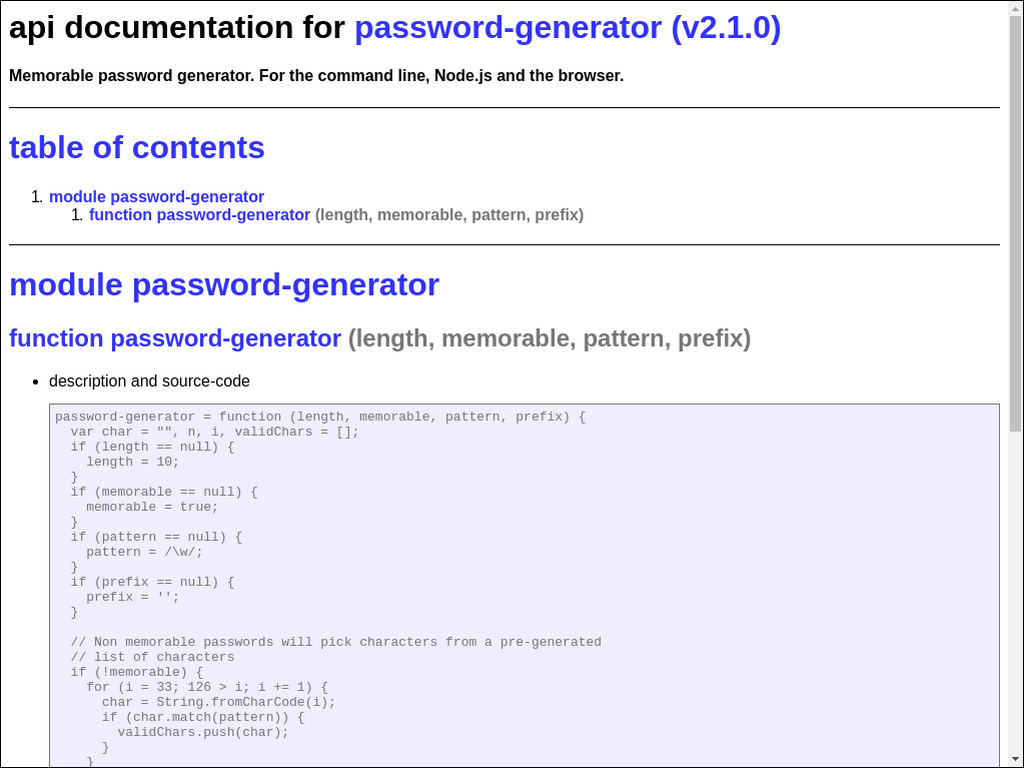 api documentation for password-generator (v2.1.0)
Memorable password generator. For the command line, Node.js and the browser.
table of contents
1. module password-generator
1. function password-generator (length, memorable, pattern, prefix)
module password-generator
function password-generator (length, memorable, pattern, prefix)
• description and source-code
password-generator = function (length, memorable, pattern, prefix) {
  var char = "", n, i, validChars = [];
  if (length == null) {
    length = 10;
  }
  if (memorable == null) {
    memorable = true;
  }
  if (pattern == null) {
    pattern = /\w/;
  }
  if (prefix == null) {
    prefix = '';
  }
  // Non memorable passwords will pick characters from a pre-generated
  // list of characters
  if (!memorable) {
    for (i = 33; 126 > i; i += 1) {
      char = String.fromCharCode(i);
      if (char.match(pattern)) {
        validChars.push(char);
      }
    }